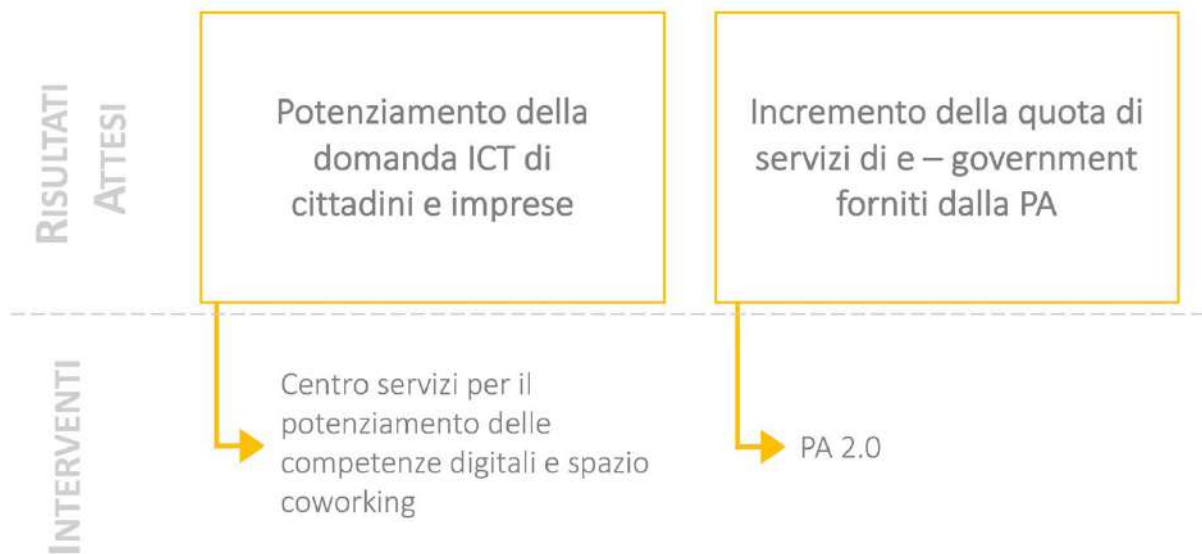 RISULTATI
ATTESI
Potenziamento della
domanda ICT di
cittadini e imprese
Incremento della quota di
servizi di e – government
forniti dalla PA
INTERVENTI
Centro servizi per il
potenziamento delle
competenze digitali e spazio
coworking
PA 2.0